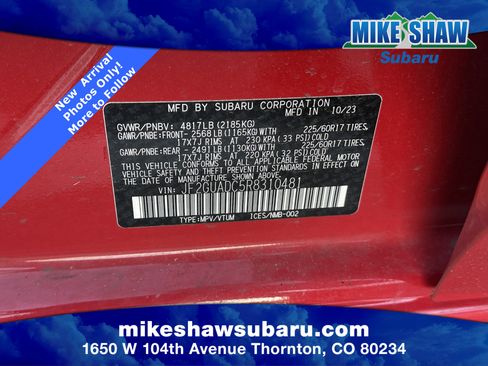 MIKE SHAW
Subaru
New Arrival
Photos Only!
More Coming Soon!
MFD BY SUBARU CORPORATION 10/23
GVWR/PNBV: 4817LB(2185KG)
GAWR/PNBE:FRONT- 2568LB(1165KG)WITH 225/60R17 TIRES,
17X7J RIMS AT 230 KPA(33 PSI)COLD
GAWR/PNBE:REAR - 2491LB(1130KG)WITH 225/60R17 TIRES,
17X7J RIMS AT 220 KPA(32 PSI)COLD
THIS VEHICLE CONFORMS TO ALL APPLICABLE
FEDERAL MOTOR VEHICLE SAFETY, BUMPER, AND
THEFT PREVENTION STANDARDS IN EFFECT ON
THE DATE OF MANUFACTURE SHOWN ABOVE.
VIN: JF2GUADC5R8310481
TYPE:MPV/VTUM ICES/NMB-002
mikeshawsubaru.com
1650 W 104th Avenue Thornton, CO 80234